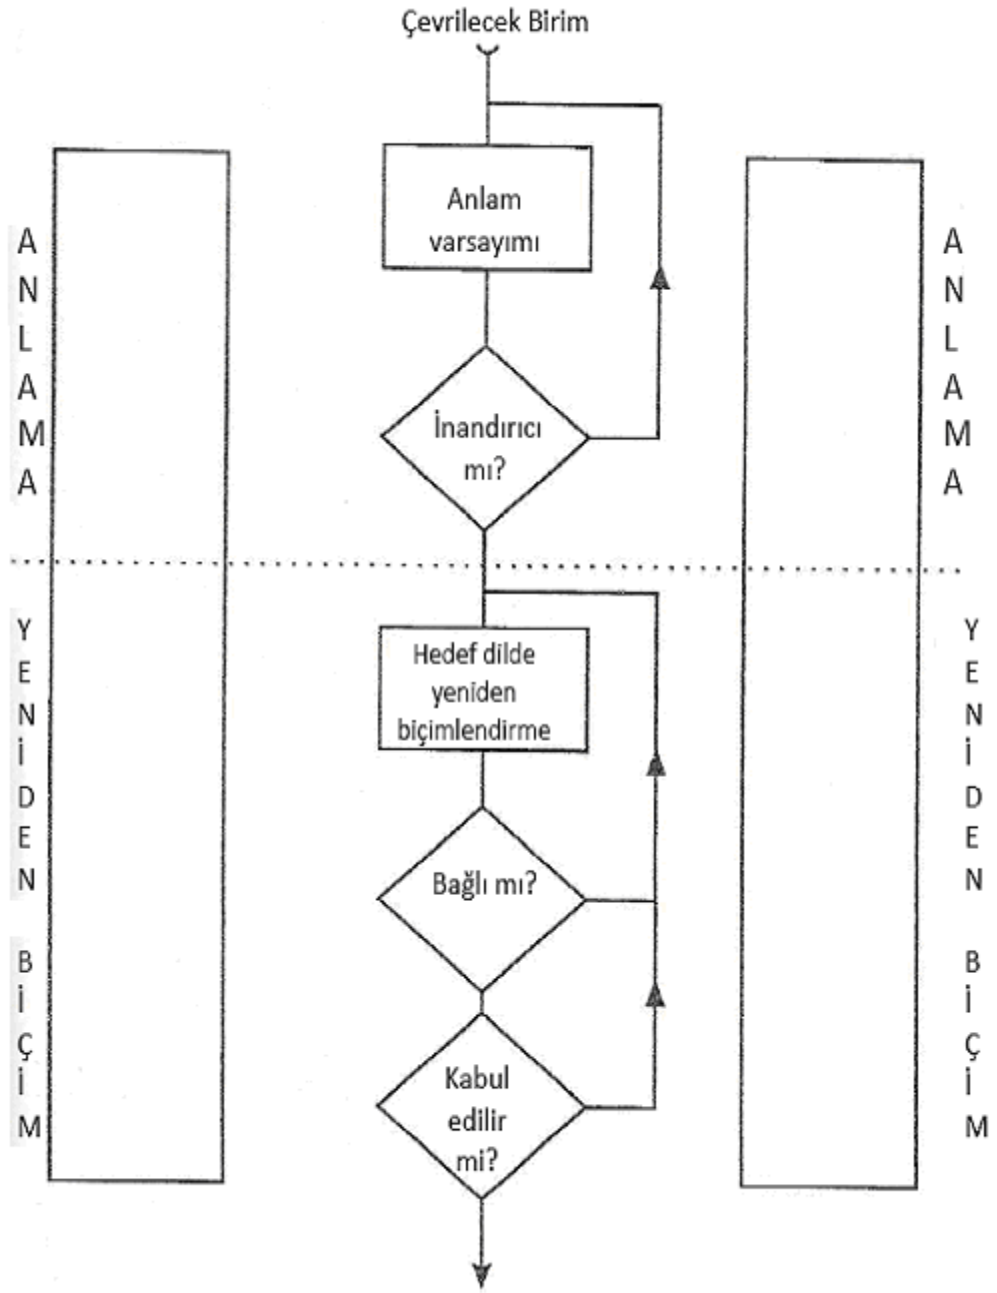 Çevrilecek Birim
Anlam
varsayımı
İnandırıcı
mı?
Hedef dilde
yeniden
biçimlendirme
Bağlı mı?
Kabul
edilir
mi?
A
N
L
A
M
A
Y
E
N
İ
D
E
N
B
İ
Ç
İ
M
A
N
L
A
M
A
Y
E
N
İ
D
E
N
B
İ
Ç
İ
M